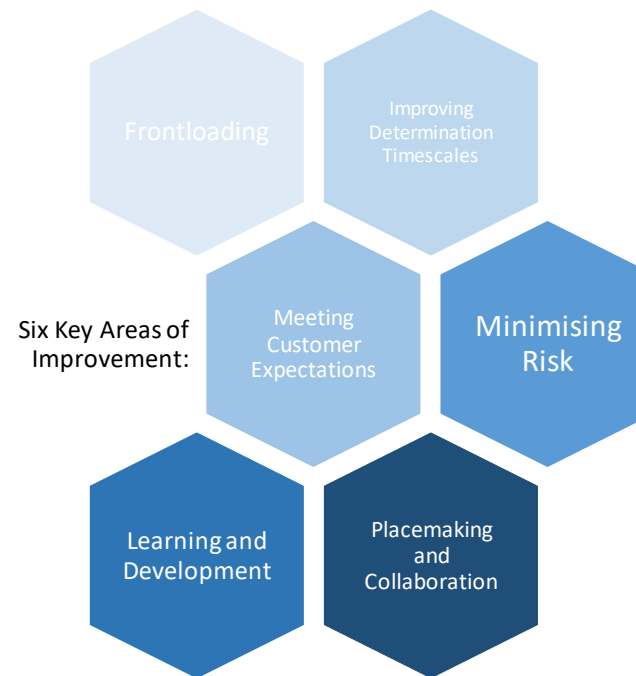 Frontloading
Improving
Determination
Timescales
Six Key Areas of
Improvement:
Meeting
Customer
Expectations
Minimising
Risk
Learning and
Development
Placemaking
and
Collaboration